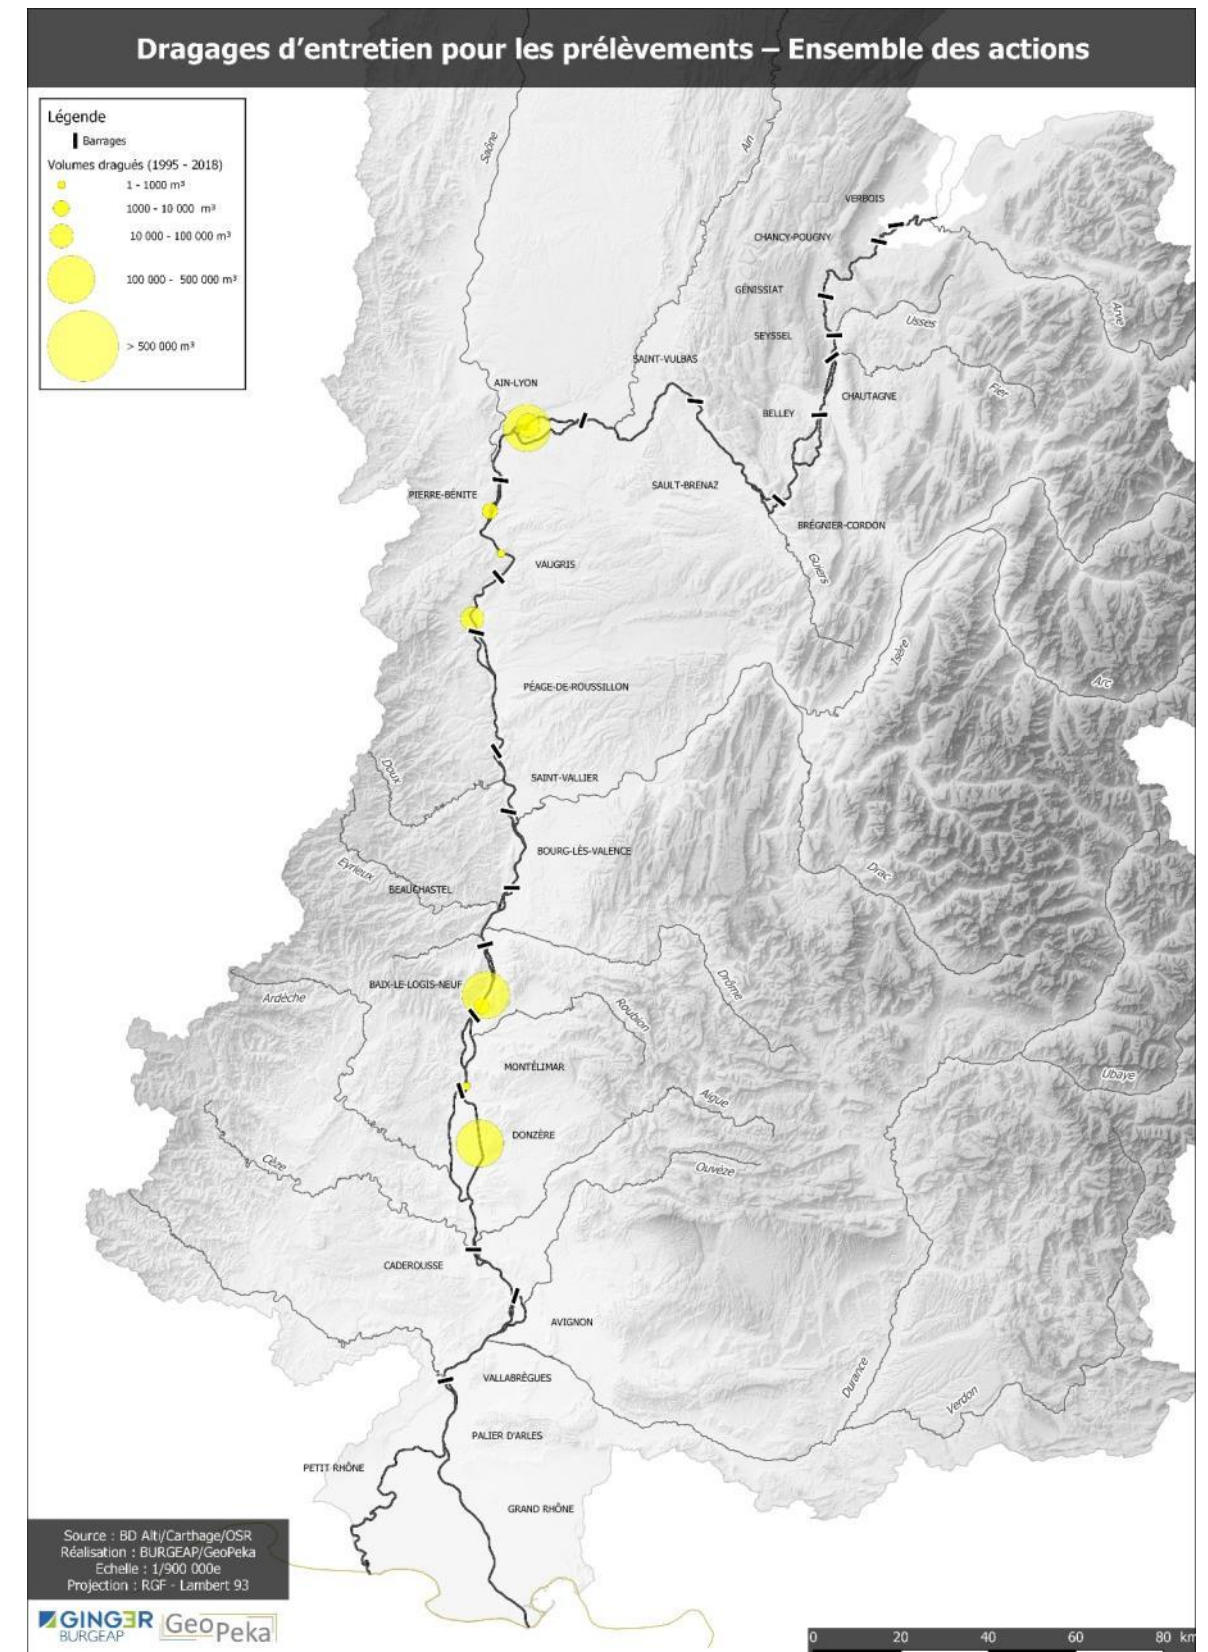 Dragages d'entretien pour les prélèvements – Ensemble des actions
Légende
Barrages
Volumes dragués (1995 - 2018)
1 - 1000 m³
1000 - 10 000 m³
10 000 - 100 000 m³
100 000 - 500 000 m³
> 500 000 m³
Saône
Ain
VERBOIS
CHANCY-POUGNY
GÉNISSIAT
Usses
Arve
SEYSSEL
SAINT-VULBAS
AIN-LYON
Fier
CHAUTAGNE
BELLEY
PIERRE-BÉNITE
SAULT-BRENAZ
BRÉGNIER-CORDON
VAUGRIS
Guiers
Isère
Arc
PÉAGE-DE-ROUSSILLON
Doux
SAINT-VALLIER
BOURG-LÈS-VALENCE
Eyrieux
BEAUCHASTEL
Drac
BAIX-LE-LOGIS-NEUF
Ardèche
Drôme
Roubion
MONTÉLIMAR
Ubaye
Aigue
DONZÈRE
Cèze
Ouvèze
CADEROUSSE
AVIGNON
VALLABRÈGUES
Durance
Verdon
PALIER D'ARLES
PETIT RHÔNE
GRAND RHÔNE
Source : BD Alti/Carthage/OSR
Réalisation : BURGEAP/GeoPeka
Echelle : 1/900 000e
Projection : RGF - Lambert 93
GINGER
BURGEAP
GeoPeka
0 20 40 60 80 km